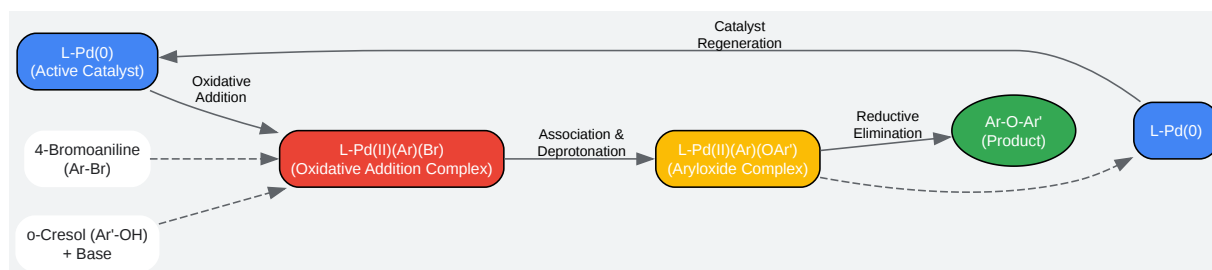 Catalyst
Regeneration
L-Pd(0)
(Active Catalyst)
Oxidative
Addition
4-Bromoaniline
(Ar-Br)
o-Cresol (Ar'-OH)
+ Base
L-Pd(II)(Ar)(Br)
(Oxidative Addition Complex)
Association &
Deprotonation
L-Pd(II)(Ar)(OAr')
(Aryloxide Complex)
Reductive
Elimination
Ar-O-Ar'
(Product)
L-Pd(0)